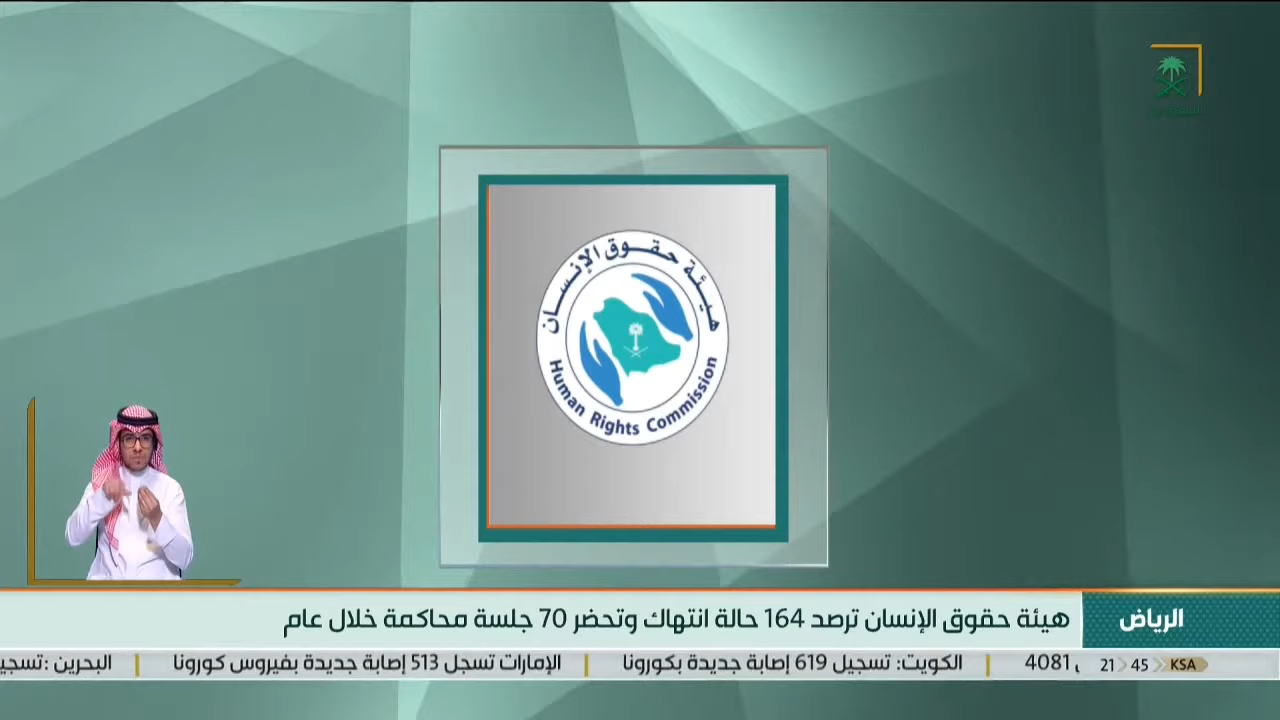 هيئة حقوق الإنسان
Human Rights Commission
الرياض
هيئة حقوق الإنسان ترصد 164 حالة انتهاك وتحضر 70 جلسة محاكمة خلال عام
KSA 45 21
4081 | الكويت: تسجيل 619 إصابة جديدة بكورونا | الإمارات تسجل 513 إصابة جديدة بفيروس كورونا | البحرين :تسجي